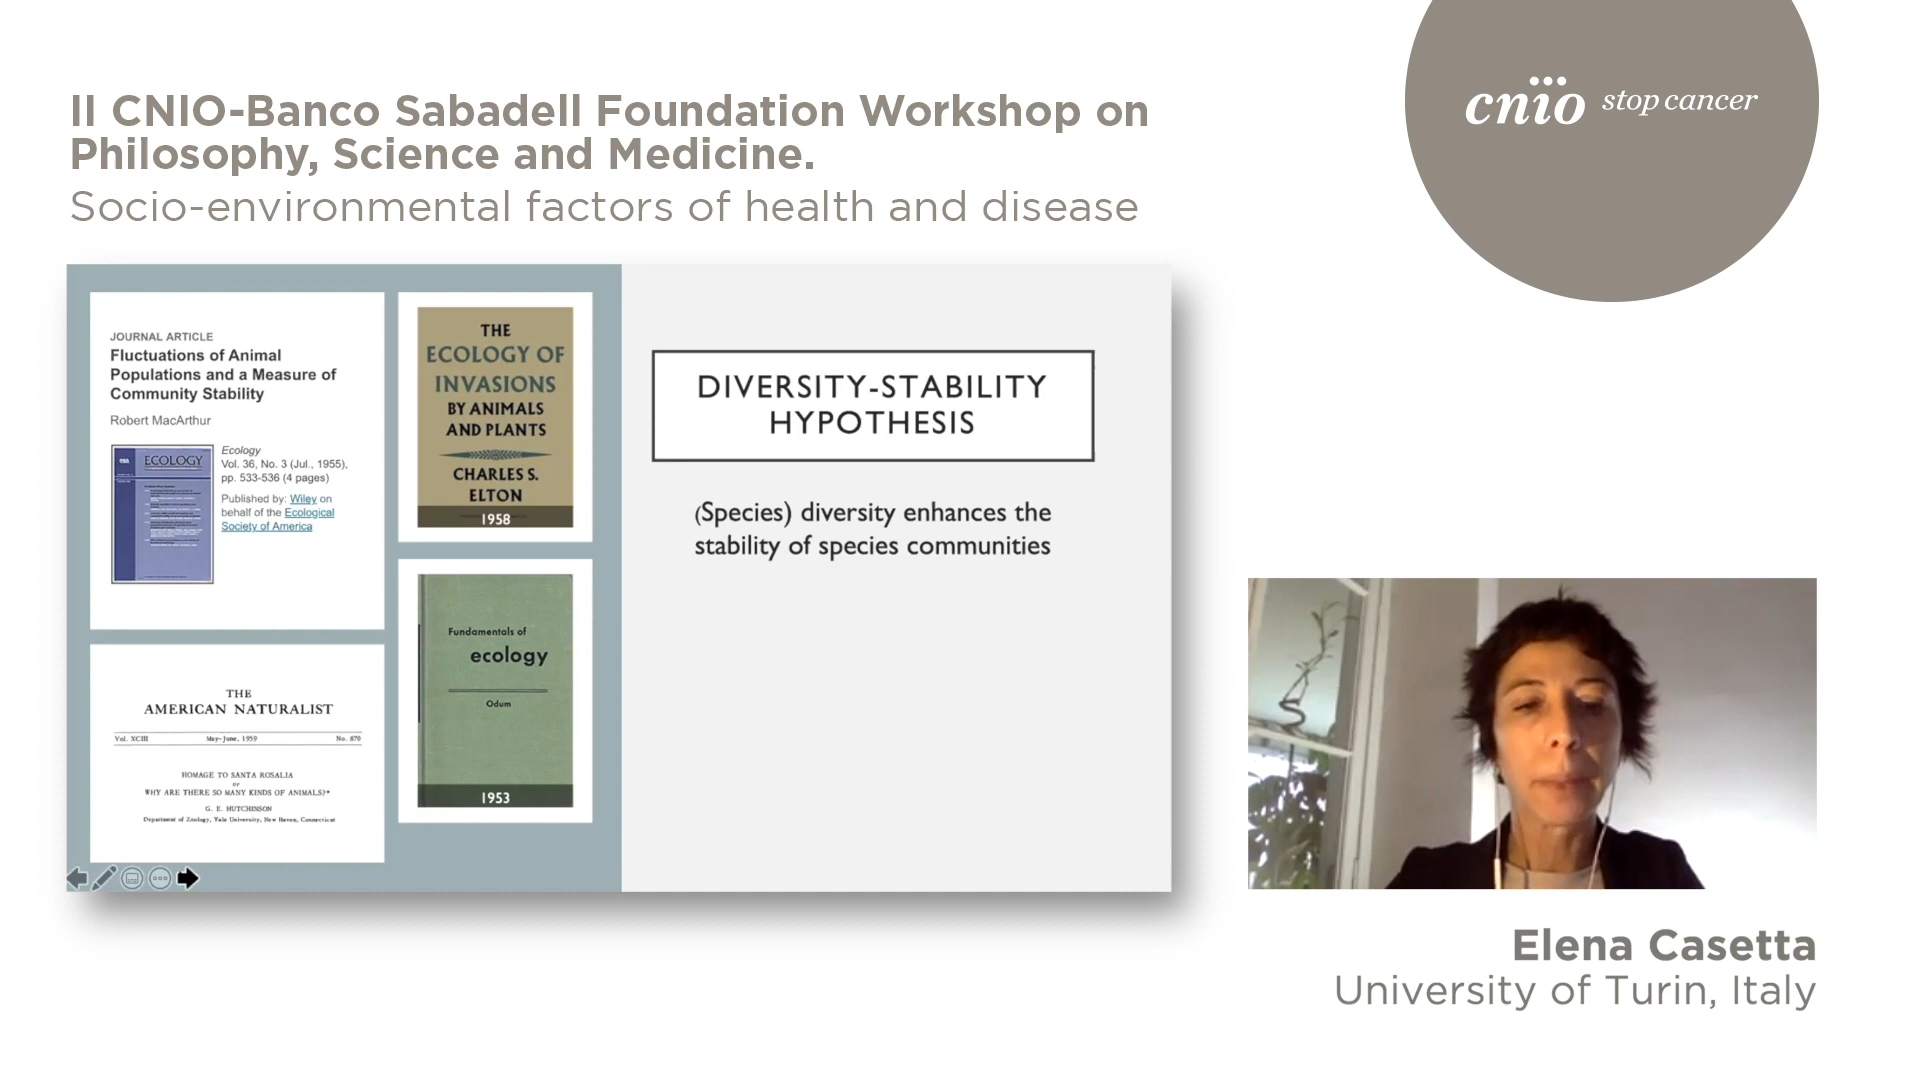 II CNIO-Banco Sabadell Foundation Workshop on
Philosophy, Science and Medicine.
Socio-environmental factors of health and disease
cnio stop cancer
JOURNAL ARTICLE
Fluctuations of Animal
Populations and a Measure of
Community Stability
Robert MacArthur
ECOLOGY
Ecology
Vol. 36, No. 3 (Jul., 1955),
pp. 533-536 (4 pages)
Published by: Wiley on
behalf of the Ecological
Society of America
THE
ECOLOGY OF
INVASIONS
BY ANIMALS
AND PLANTS
CHARLES S.
ELTON
1958
THE
AMERICAN NATURALIST
Vol. XCIII May-June, 1959 No. 870
HOMAGE TO SANTA ROSALIA
or
WHY ARE THERE SO MANY KINDS OF ANIMALS?*
G. E. HUTCHINSON
Department of Zoology, Yale University, New Haven, Connecticut
Fundamentals of
ecology
Odum
1953
DIVERSITY-STABILITY
HYPOTHESIS
(Species) diversity enhances the
stability of species communities
Elena Casetta
University of Turin, Italy